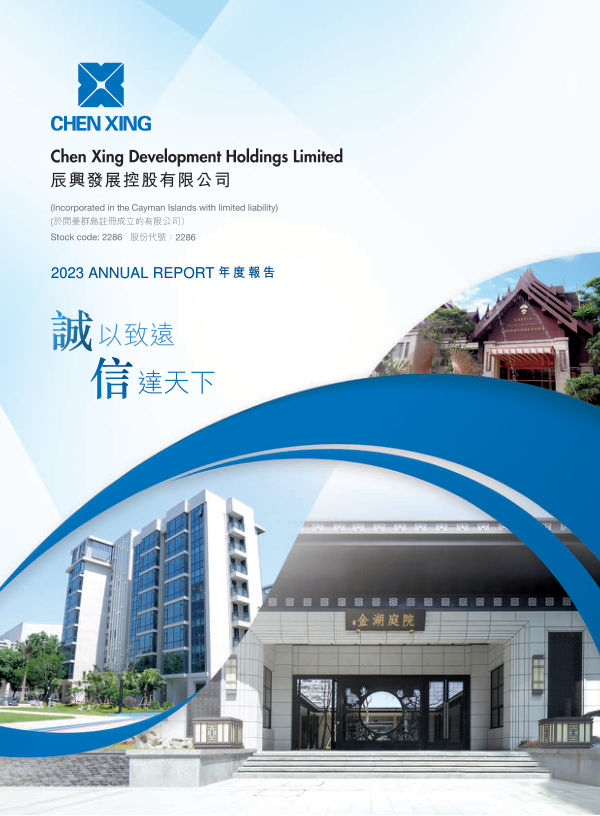 CHEN XING
Chen Xing Development Holdings Limited
辰興發展控股有限公司
(Incorporated in the Cayman Islands with limited liability)
(於開曼群島註冊成立的有限公司)
Stock code: 2286 股份代號：2286
2023 ANNUAL REPORT 年度報告
誠以致遠
信達天下
金湖庭院